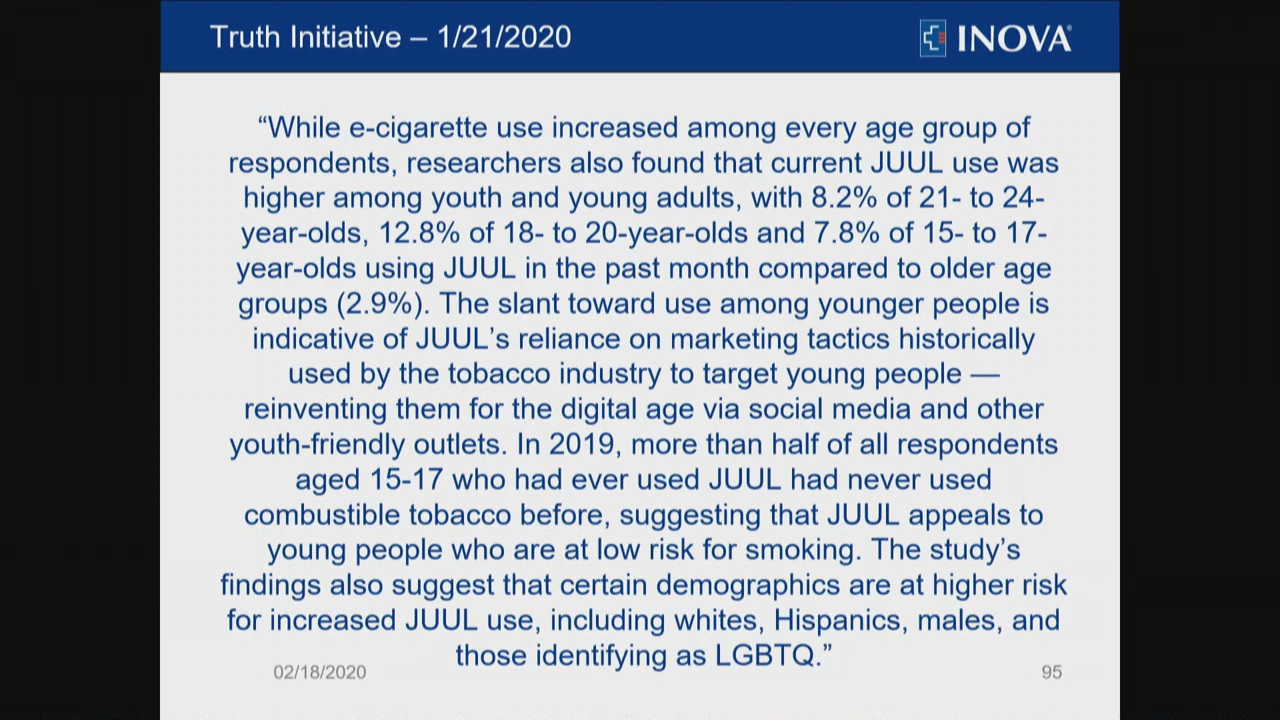 Truth Initiative – 1/21/2020
INOVA®
“While e-cigarette use increased among every age group of
respondents, researchers also found that current JUUL use was
higher among youth and young adults, with 8.2% of 21- to 24-
year-olds, 12.8% of 18- to 20-year-olds and 7.8% of 15- to 17-
year-olds using JUUL in the past month compared to older age
groups (2.9%). The slant toward use among younger people is
indicative of JUUL’s reliance on marketing tactics historically
used by the tobacco industry to target young people —
reinventing them for the digital age via social media and other
youth-friendly outlets. In 2019, more than half of all respondents
aged 15-17 who had ever used JUUL had never used
combustible tobacco before, suggesting that JUUL appeals to
young people who are at low risk for smoking. The study’s
findings also suggest that certain demographics are at higher risk
for increased JUUL use, including whites, Hispanics, males, and
those identifying as LGBTQ.”
02/18/2020
95